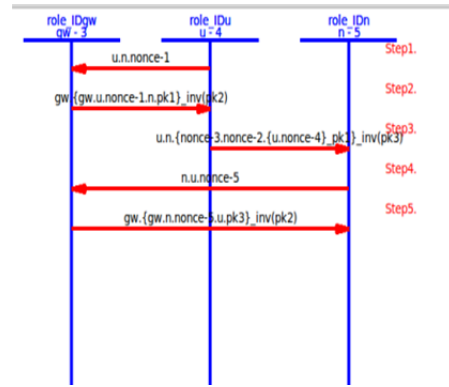 role_IDgw role_IDu role_IDn
gw - 3 u - 4 n - 5
Step1.
u.n.nonce-1
Step2.
gw.{gw.u.nonce-1.n.pk1}_inv(pk2)
Step3.
u.n.{nonce-3.nonce-2.{u.nonce-4}_pk1}_inv(pk3)
Step4.
n.u.nonce-5
Step5.
gw.{gw.n.nonce-5.u.pk3}_inv(pk2)